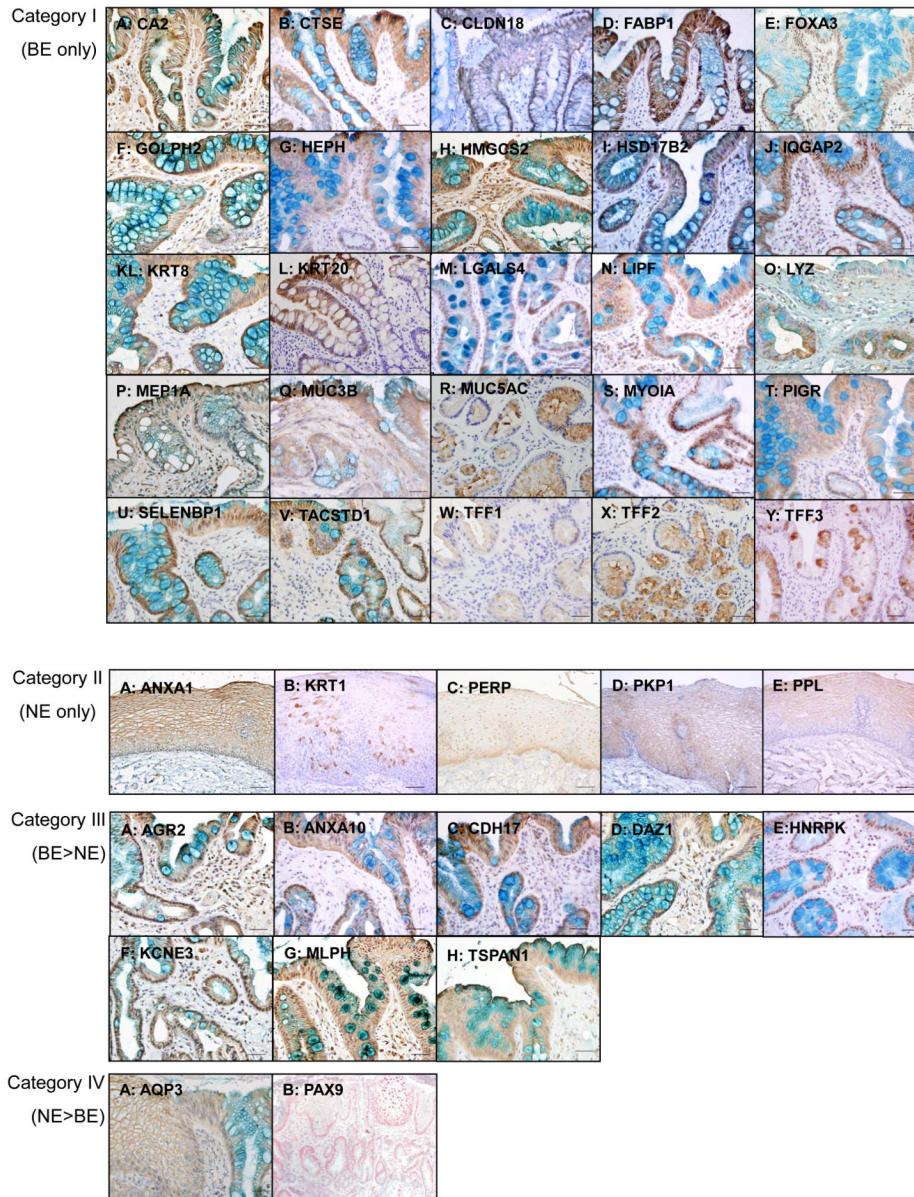 Category I
(BE only)
A: CA2
B: CTSE
C: CLDN18
D: FABP1
E: FOXA3
F: GOLPH2
G: HEPH
H: HMGCS2
I: HSD17B2
J: IQGAP2
KL: KRT8
L: KRT20
M: LGALS4
N: LIPF
O: LYZ
P: MEP1A
Q: MUC3B
R: MUC5AC
S: MYOIA
T: PIGR
U: SELENBP1
V: TACSTD1
W: TFF1
X: TFF2
Y: TFF3
Category II
(NE only)
A: ANXA1
B: KRT1
C: PERP
D: PKP1
E: PPL
Category III
(BE>NE)
A: AGR2
B: ANXA10
C: CDH17
D: DAZ1
E:HNRPK
F: KCNE3
G: MLPH
H: TSPAN1
Category IV
(NE>BE)
A: AQP3
B: PAX9